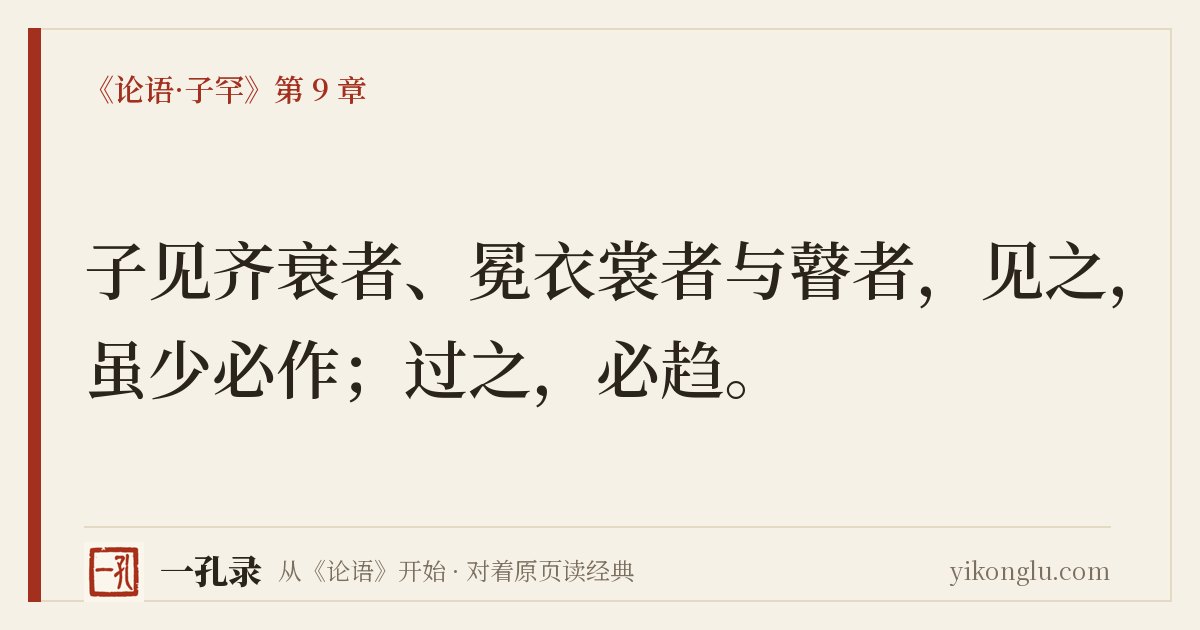 《论语·子罕》第 9 章
子见齐衰者、冕衣裳者与瞽者，见之，
虽少必作；过之，必趋。
一孔
一孔录 从《论语》开始 · 对着原页读经典
yikonglu.com